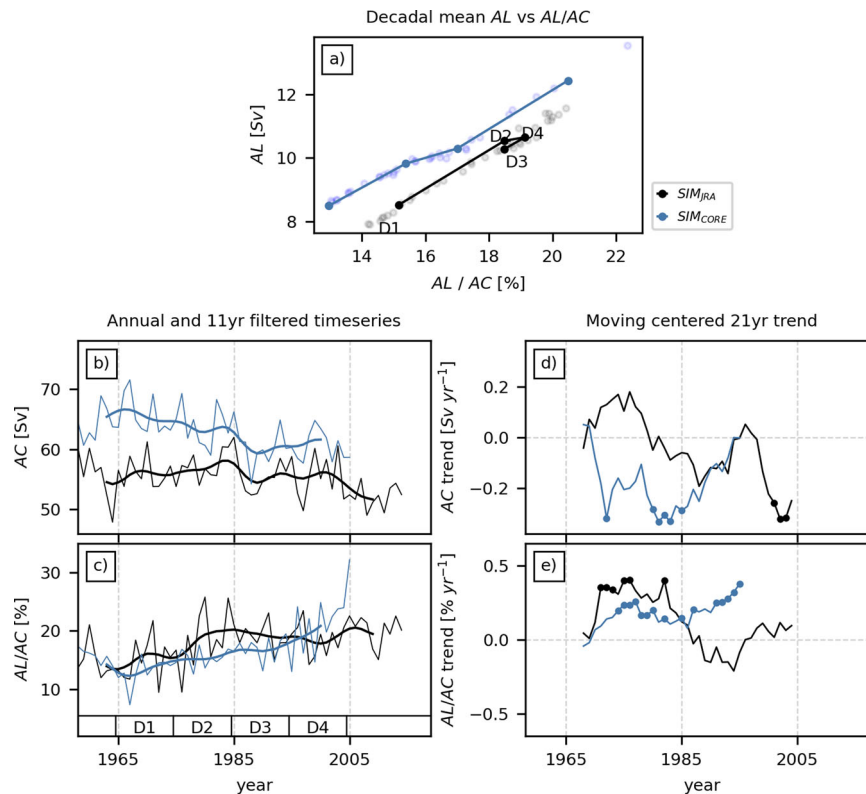 Decadal mean AL vs AL/AC
a)
AL [Sv]
12
10
8
D1
D2
D4
D3
14 16 18 20 22
AL / AC [%]
SIM_JRA
SIM_CORE
Annual and 11yr filtered timeseries
b)
AC [Sv]
70
60
50
c)
AL/AC [%]
30
20
10
D1 D2 D3 D4
1965 1985 2005
year
Moving centered 21yr trend
d)
AC trend [Sv yr⁻¹]
0.2
0.0
−0.2
e)
AL/AC trend [% yr⁻¹]
0.5
0.0
−0.5
1965 1985 2005
year